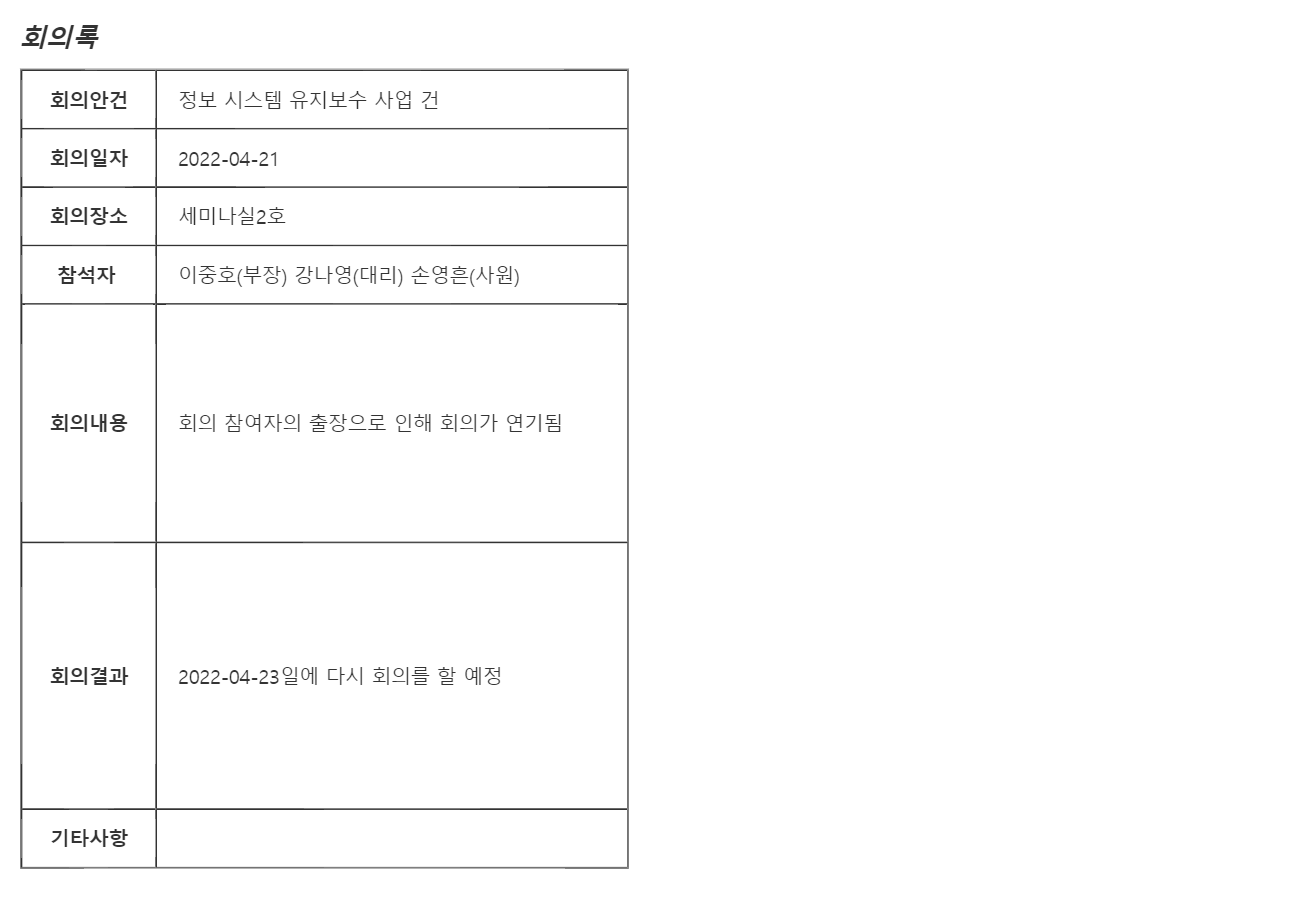 회의록
회의안건 정보 시스템 유지보수 사업 건
회의일자 2022-04-21
회의장소 세미나실2호
참석자 이중호(부장) 강나영(대리) 손영흔(사원)
회의내용 회의 참여자의 출장으로 인해 회의가 연기됨
회의결과 2022-04-23일에 다시 회의를 할 예정
기타사항